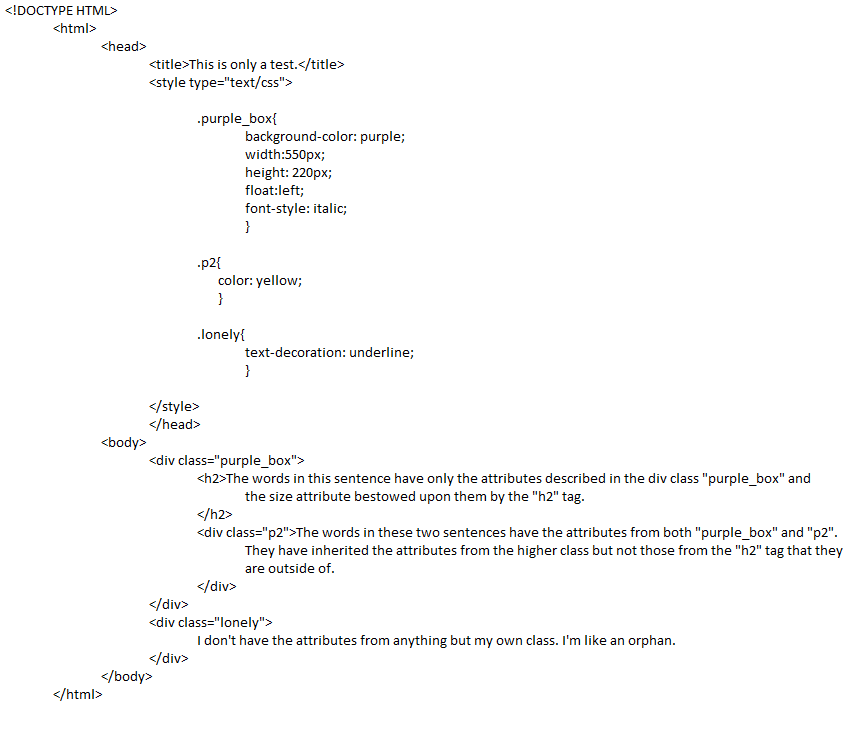 <!DOCTYPE HTML>
<html>
<head>
<title>This is only a test.</title>
<style type="text/css">
.purple_box{
background-color: purple;
width:550px;
height: 220px;
float:left;
font-style: italic;
}
.p2{
color: yellow;
}
.lonely{
text-decoration: underline;
}
</style>
</head>
<body>
<div class="purple_box">
<h2>The words in this sentence have only the attributes described in the div class "purple_box" and
the size attribute bestowed upon them by the "h2" tag.
</h2>
<div class="p2">The words in these two sentences have the attributes from both "purple_box" and "p2".
They have inherited the attributes from the higher class but not those from the "h2" tag that they
are outside of.
</div>
</div>
<div class="lonely">
I don't have the attributes from anything but my own class. I'm like an orphan.
</div>
</body>
</html>